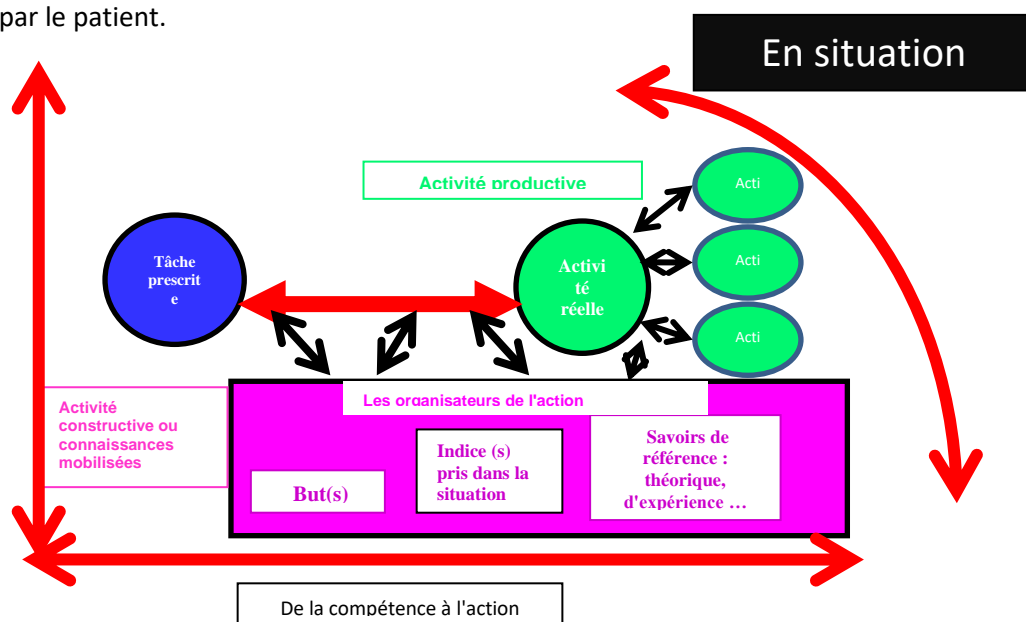 par le patient.
En situation
Activité productive
Acti
Acti
Acti
Tâche
prescrit
e
Activi
té
réelle
Les organisateurs de l'action
Activité
constructive ou
connaissances
mobilisées
But(s)
Indice (s)
pris dans la
situation
Savoirs de
référence :
théorique,
d'expérience …
De la compétence à l'action